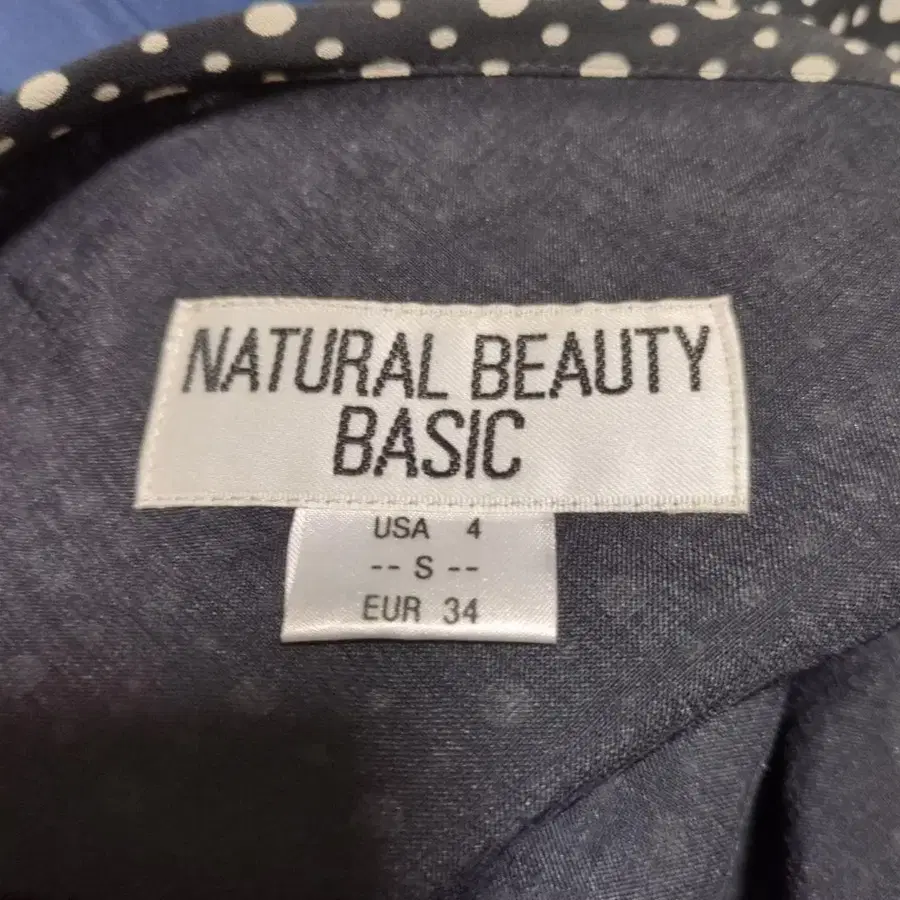 NATURAL BEAUTY
BASIC
USA 4
-- S --
EUR 34